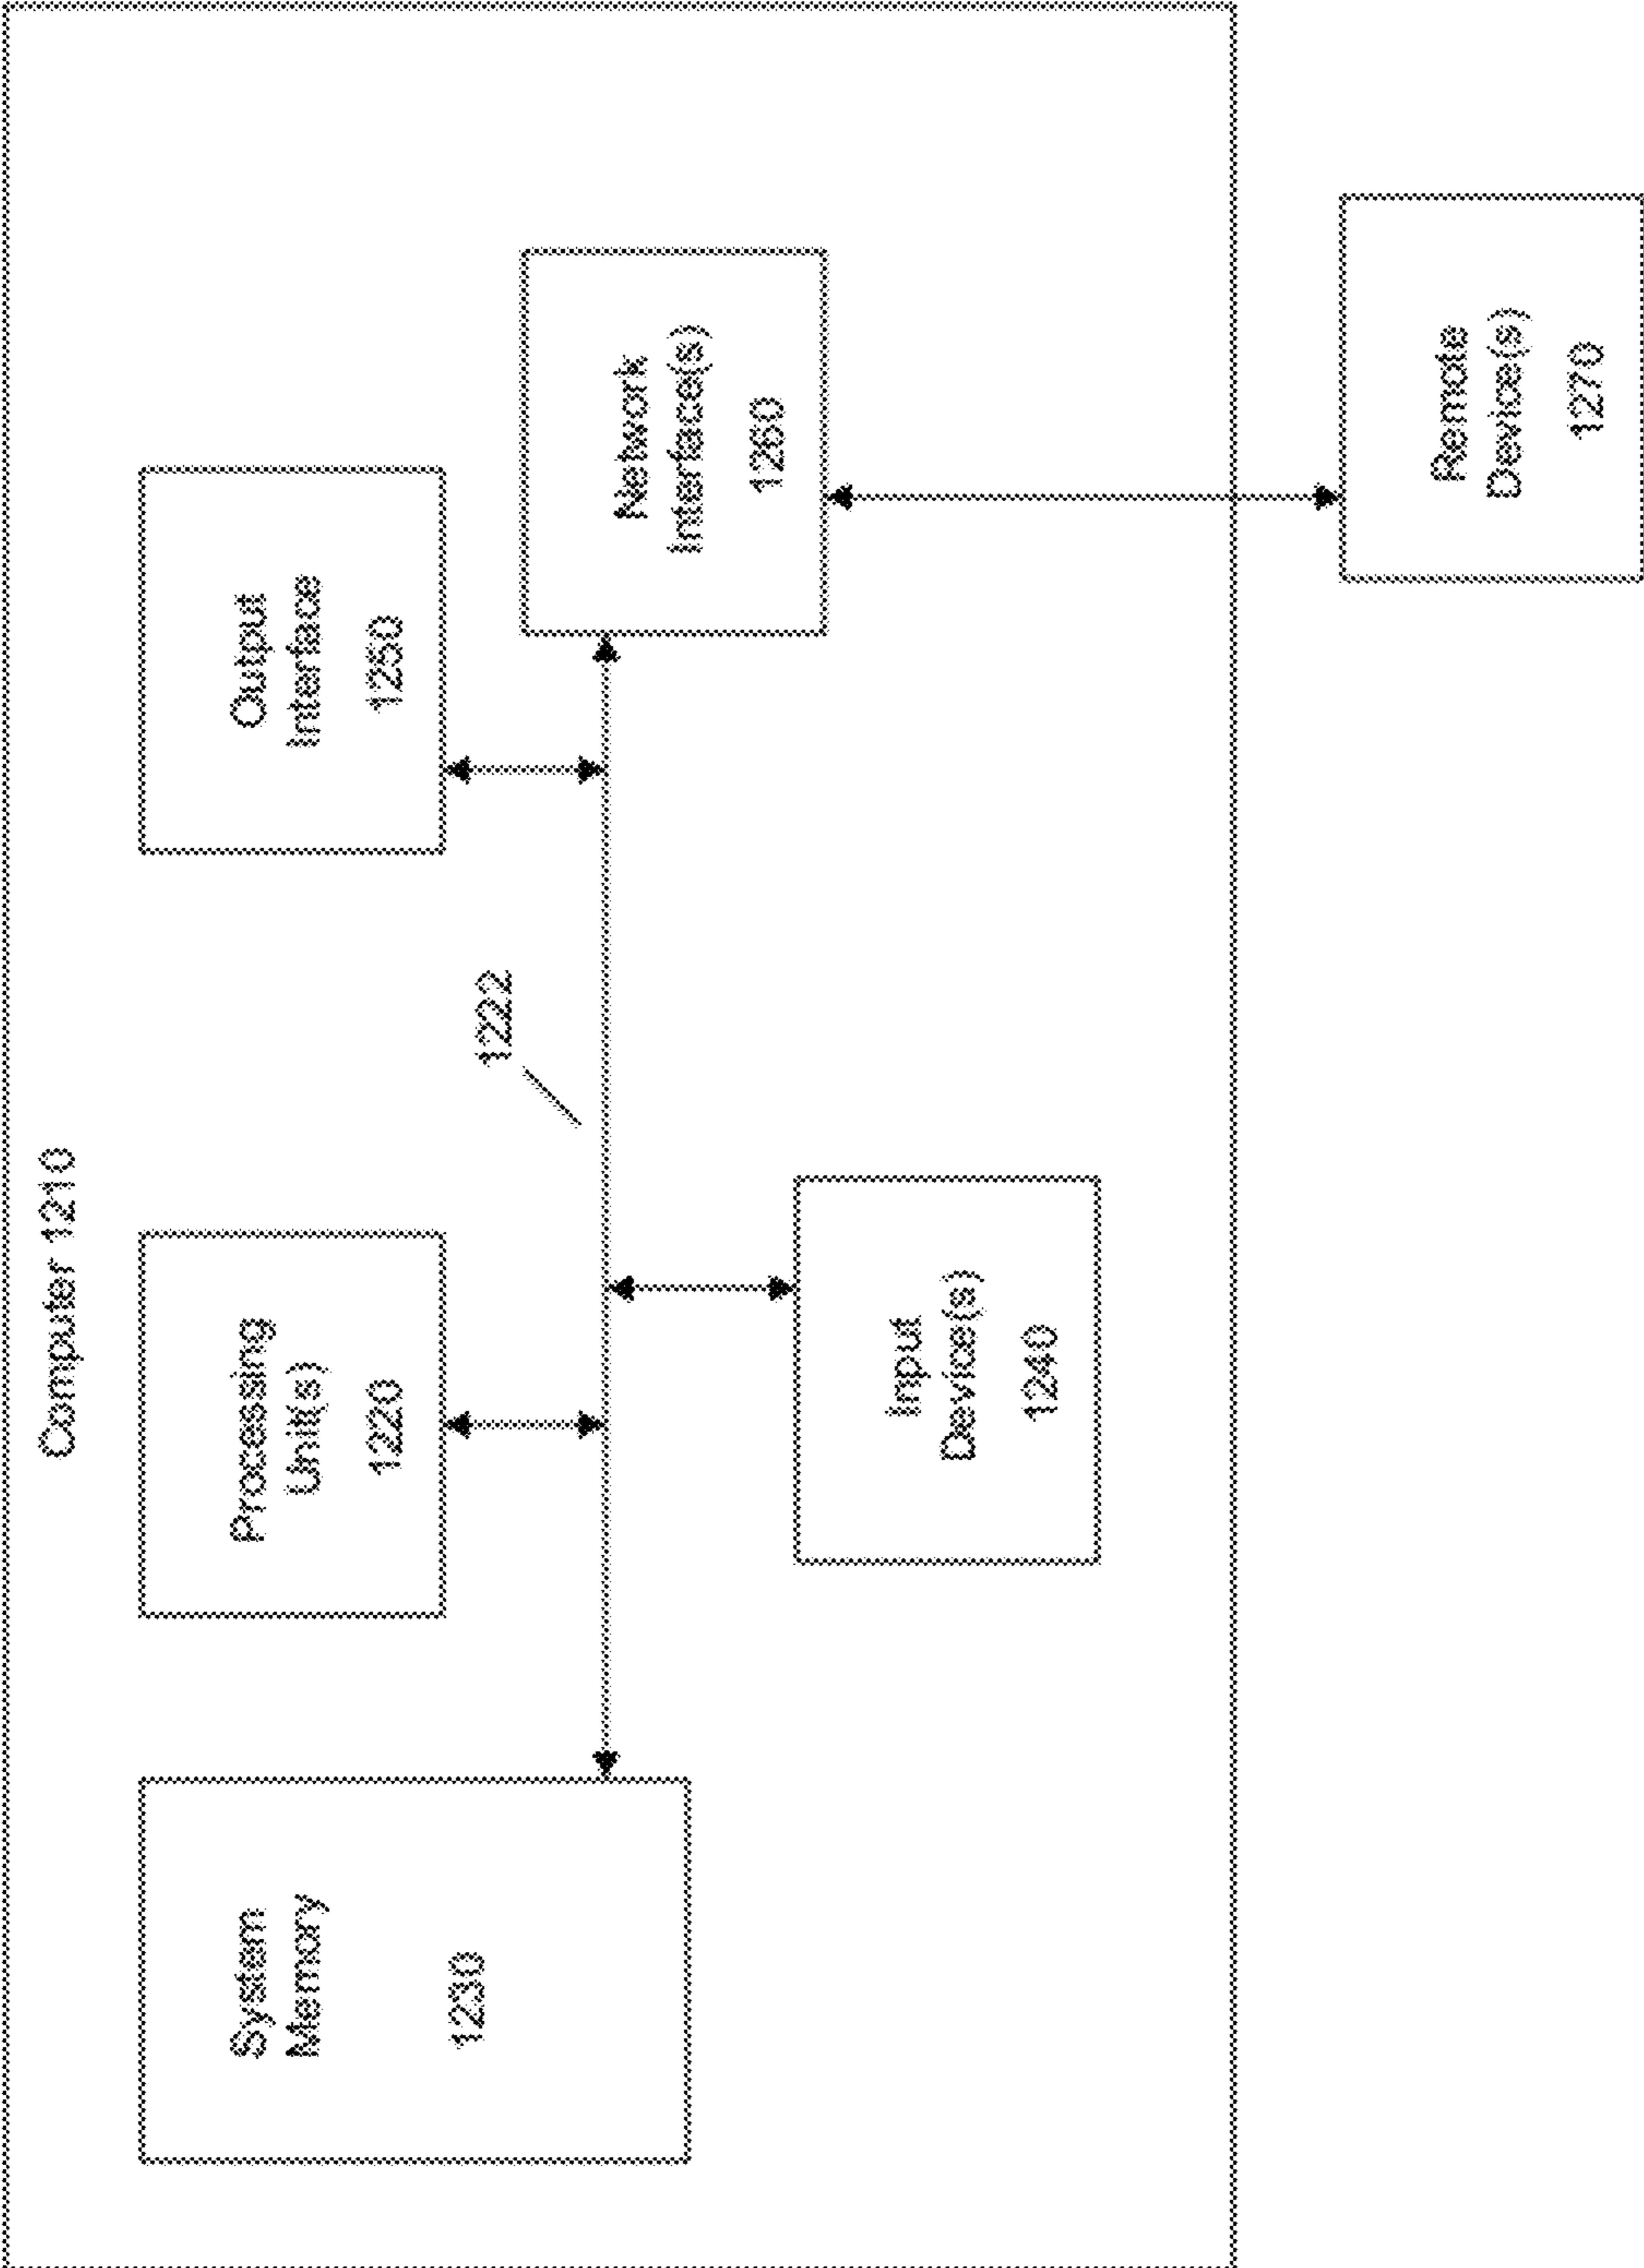 Computer 1210
System
Memory
1230
Processing
Unit(s)
1220
Output
Interface
1250
1222
Network
Interface(s)
1260
Input
Device(s)
1240
Remote
Device(s)
1270